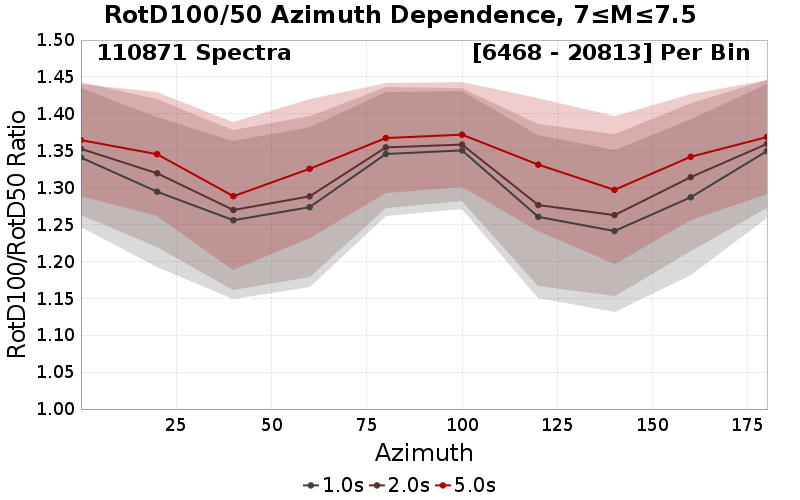 RotD100/50 Azimuth Dependence, 7≤M≤7.5
110871 Spectra
[6468 - 20813] Per Bin
RotD100/RotD50 Ratio
1.50
1.45
1.40
1.35
1.30
1.25
1.20
1.15
1.10
1.05
1.00
25 50 75 100 125 150 175
Azimuth
1.0s 2.0s 5.0s